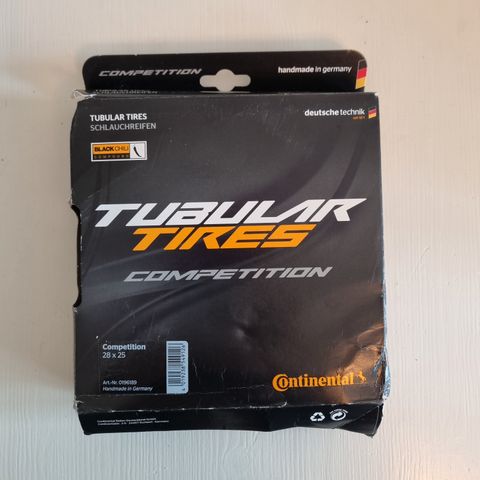 COMPETITION
handmade in germany
TUBULAR TIRES
SCHLAUCHREIFEN
deutsche technik
BLACK CHILI
COMPOUND
TUBULAR
TIRES
COMPETITION
Competition
28 x 25
Art.-Nr. 0196189
Handmade in Germany
Continental